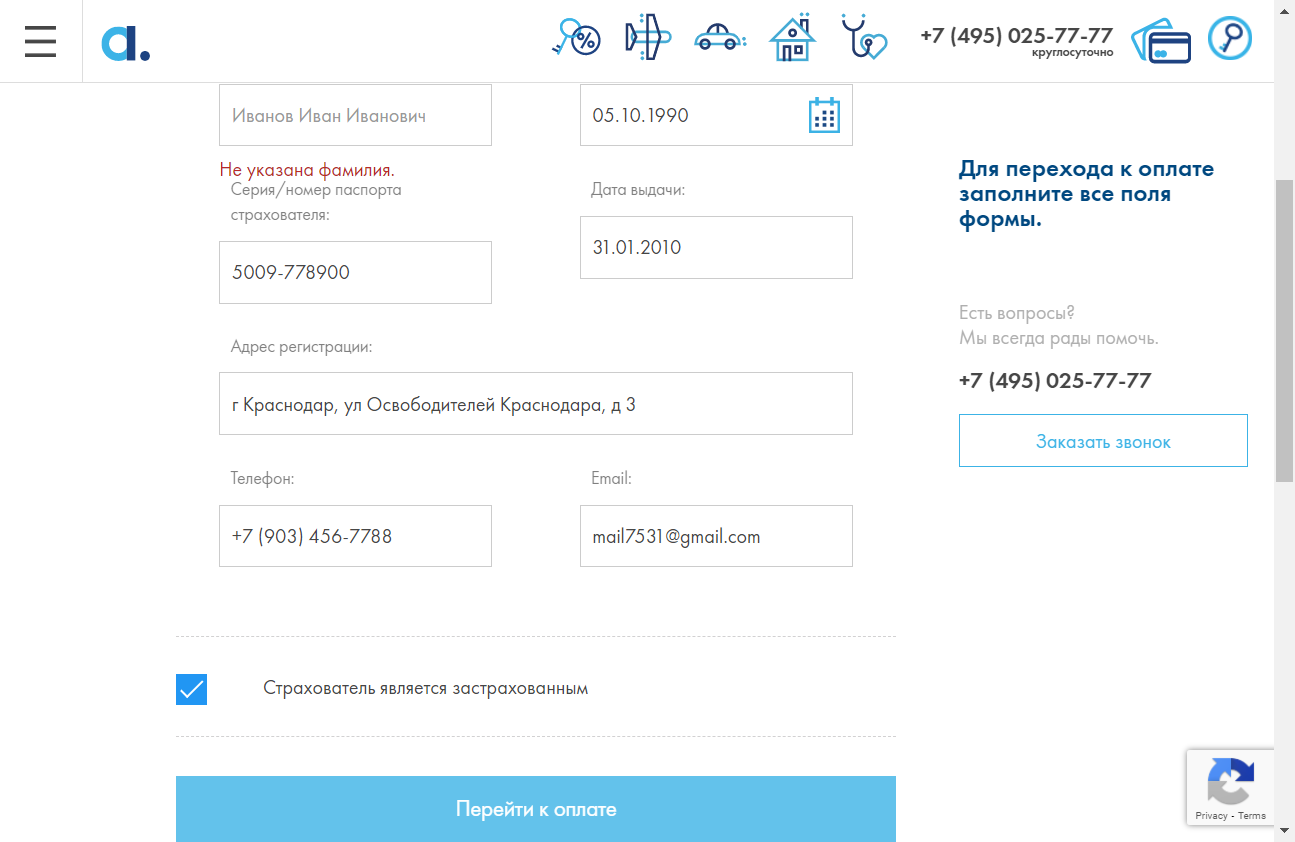 a.
%
+7 (495) 025-77-77
круглосуточно
Иванов Иван Иванович
05.10.1990
Не указана фамилия.
Серия/номер паспорта
страхователя:
Дата выдачи:
5009-778900
31.01.2010
Адрес регистрации:
г Краснодар, ул Освободителей Краснодара, д 3
Телефон:
Email:
+7 (903) 456-7788
mail7531@gmail.com
Страхователь является застрахованным
Перейти к оплате
Для перехода к оплате
заполните все поля
формы.
Есть вопросы?
Мы всегда рады помочь.
+7 (495) 025-77-77
Заказать звонок
Privacy - Terms